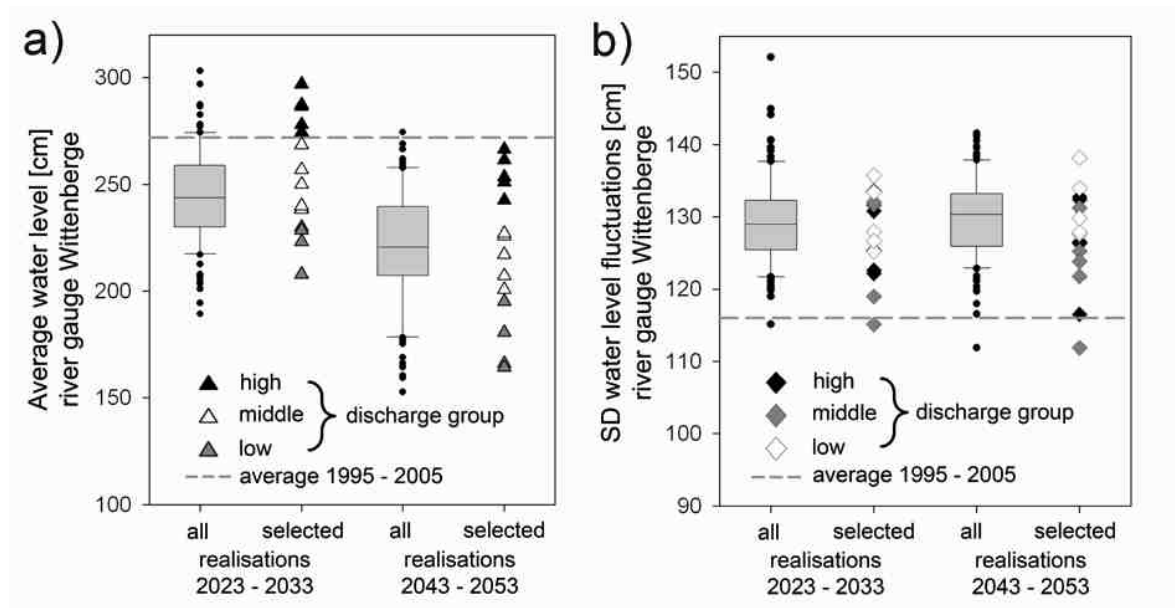 a)
Average water level [cm]
river gauge Wittenberge
300
250
200
150
100
high
middle
low
discharge group
average 1995 - 2005
all selected all selected
realisations realisations
2023 - 2033 2043 - 2053
b)
SD water level fluctuations [cm]
river gauge Wittenberge
150
140
130
120
110
100
90
high
middle
low
discharge group
average 1995 - 2005
all selected all selected
realisations realisations
2023 - 2033 2043 - 2053